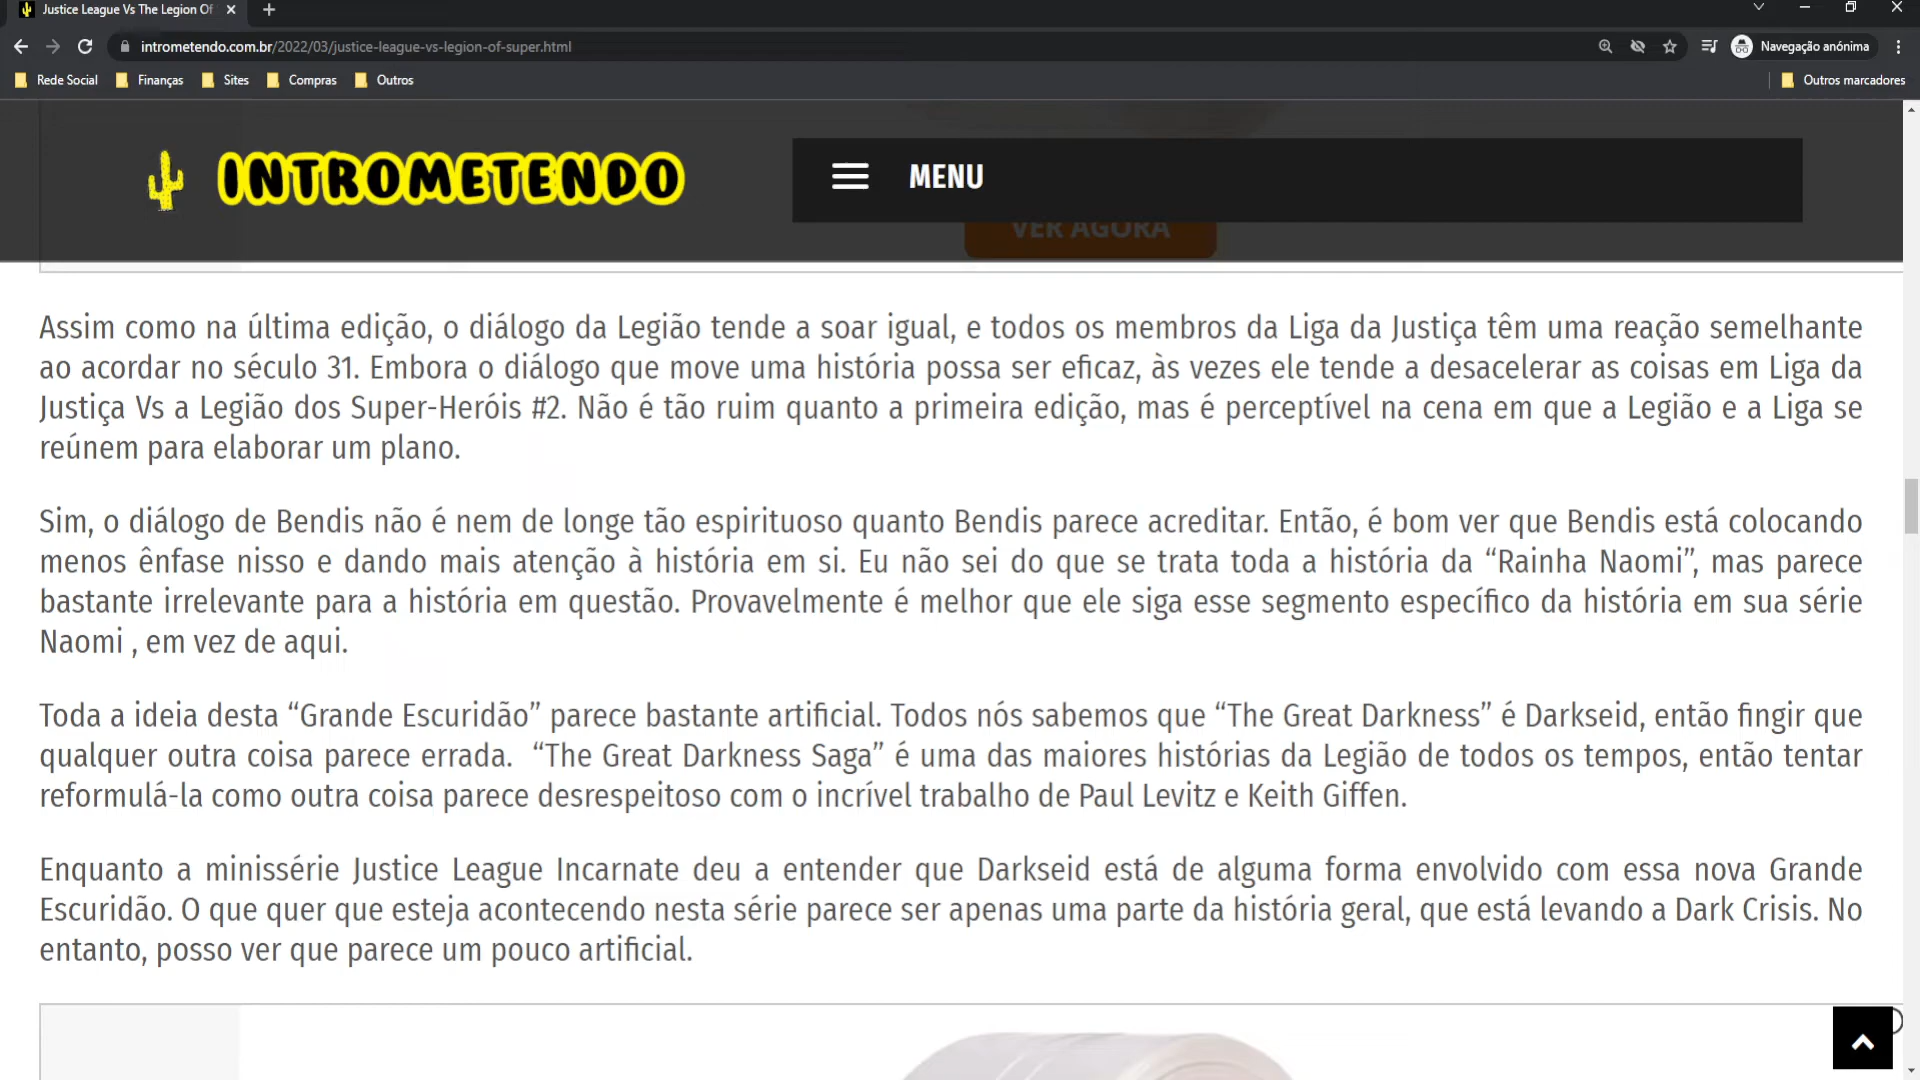 Justice League Vs The Legion Of
intrometendo.com.br/2022/03/justice-league-vs-legion-of-super.html
Navegação anónima
Rede Social
Finanças
Sites
Compras
Outros
Outros marcadores
INTROMETENDO
MENU
VER AGORA
Assim como na última edição, o diálogo da Legião tende a soar igual, e todos os membros da Liga da Justiça têm uma reação semelhante
ao acordar no século 31. Embora o diálogo que move uma história possa ser eficaz, às vezes ele tende a desacelerar as coisas em Liga da
Justiça Vs a Legião dos Super-Heróis #2. Não é tão ruim quanto a primeira edição, mas é perceptível na cena em que a Legião e a Liga se
reúnem para elaborar um plano.
Sim, o diálogo de Bendis não é nem de longe tão espirituoso quanto Bendis parece acreditar. Então, é bom ver que Bendis está colocando
menos ênfase nisso e dando mais atenção à história em si. Eu não sei do que se trata toda a história da “Rainha Naomi”, mas parece
bastante irrelevante para a história em questão. Provavelmente é melhor que ele siga esse segmento específico da história em sua série
Naomi , em vez de aqui.
Toda a ideia desta “Grande Escuridão” parece bastante artificial. Todos nós sabemos que “The Great Darkness” é Darkseid, então fingir que
qualquer outra coisa parece errada.  “The Great Darkness Saga” é uma das maiores histórias da Legião de todos os tempos, então tentar
reformulá-la como outra coisa parece desrespeitoso com o incrível trabalho de Paul Levitz e Keith Giffen.
Enquanto a minissérie Justice League Incarnate deu a entender que Darkseid está de alguma forma envolvido com essa nova Grande
Escuridão. O que quer que esteja acontecendo nesta série parece ser apenas uma parte da história geral, que está levando a Dark Crisis. No
entanto, posso ver que parece um pouco artificial.